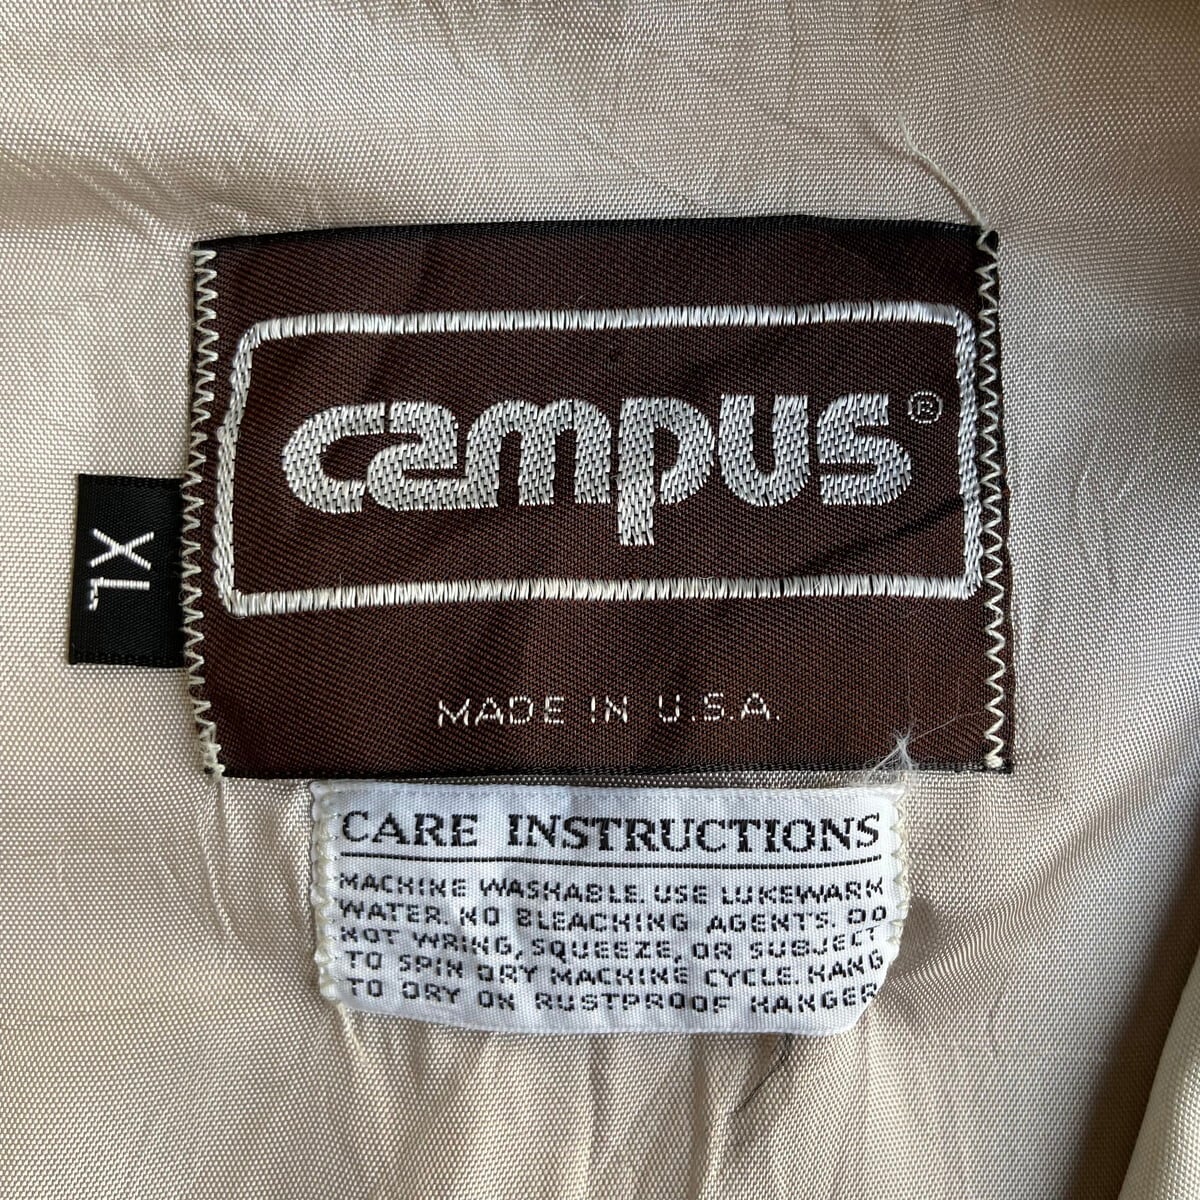 campus®
XL
MADE IN U.S.A.
CARE INSTRUCTIONS
MACHINE WASHABLE. USE LUKEWARM
WATER. NO BLEACHING AGENTS. DO
NOT WRING, SQUEEZE, OR SUBJECT
TO SPIN DRY MACHINE CYCLE. HANG
TO DRY ON RUSTPROOF HANGER